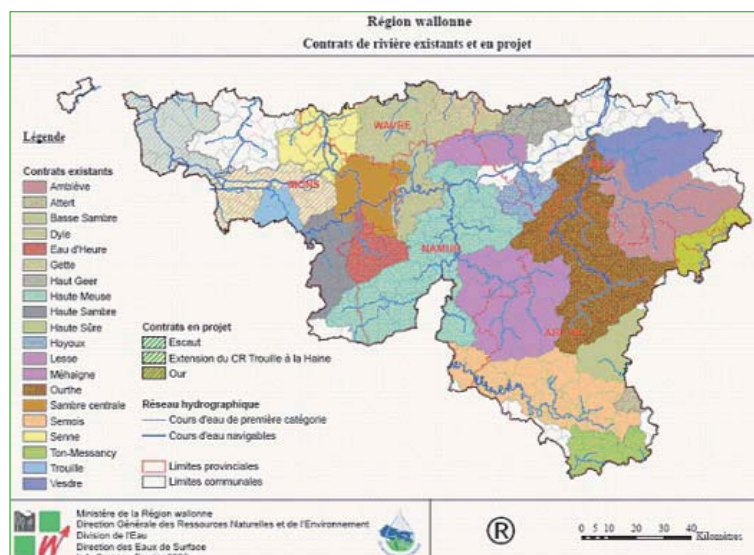 Région wallonne
Contrats de rivière existants et en projet
Légende
Contrats existants
Amblève
Attert
Basse Sambre
Dyle
Eau d'Heure
Gette
Haut Geer
Haute Meuse
Haute Sambre
Haute Sûre
Hoyoux
Lesse
Méhaigne
Ourthe
Sambre centrale
Semois
Senne
Ton-Messancy
Trouille
Vesdre
Contrats en projet
Escaut
Extension du CR Trouille à la Haine
Our
Réseau hydrographique
Cours d'eau de première catégorie
Cours d'eau navigables
Limites provinciales
Limites communales
WAVRE
MONS
NAMUR
Ministère de la Région wallonne
Direction Générale des Ressources Naturelles et de l'Environnement
Division de l'Eau
Direction des Eaux de Surface
®
0 5 10 20 30 40
Kilomètres